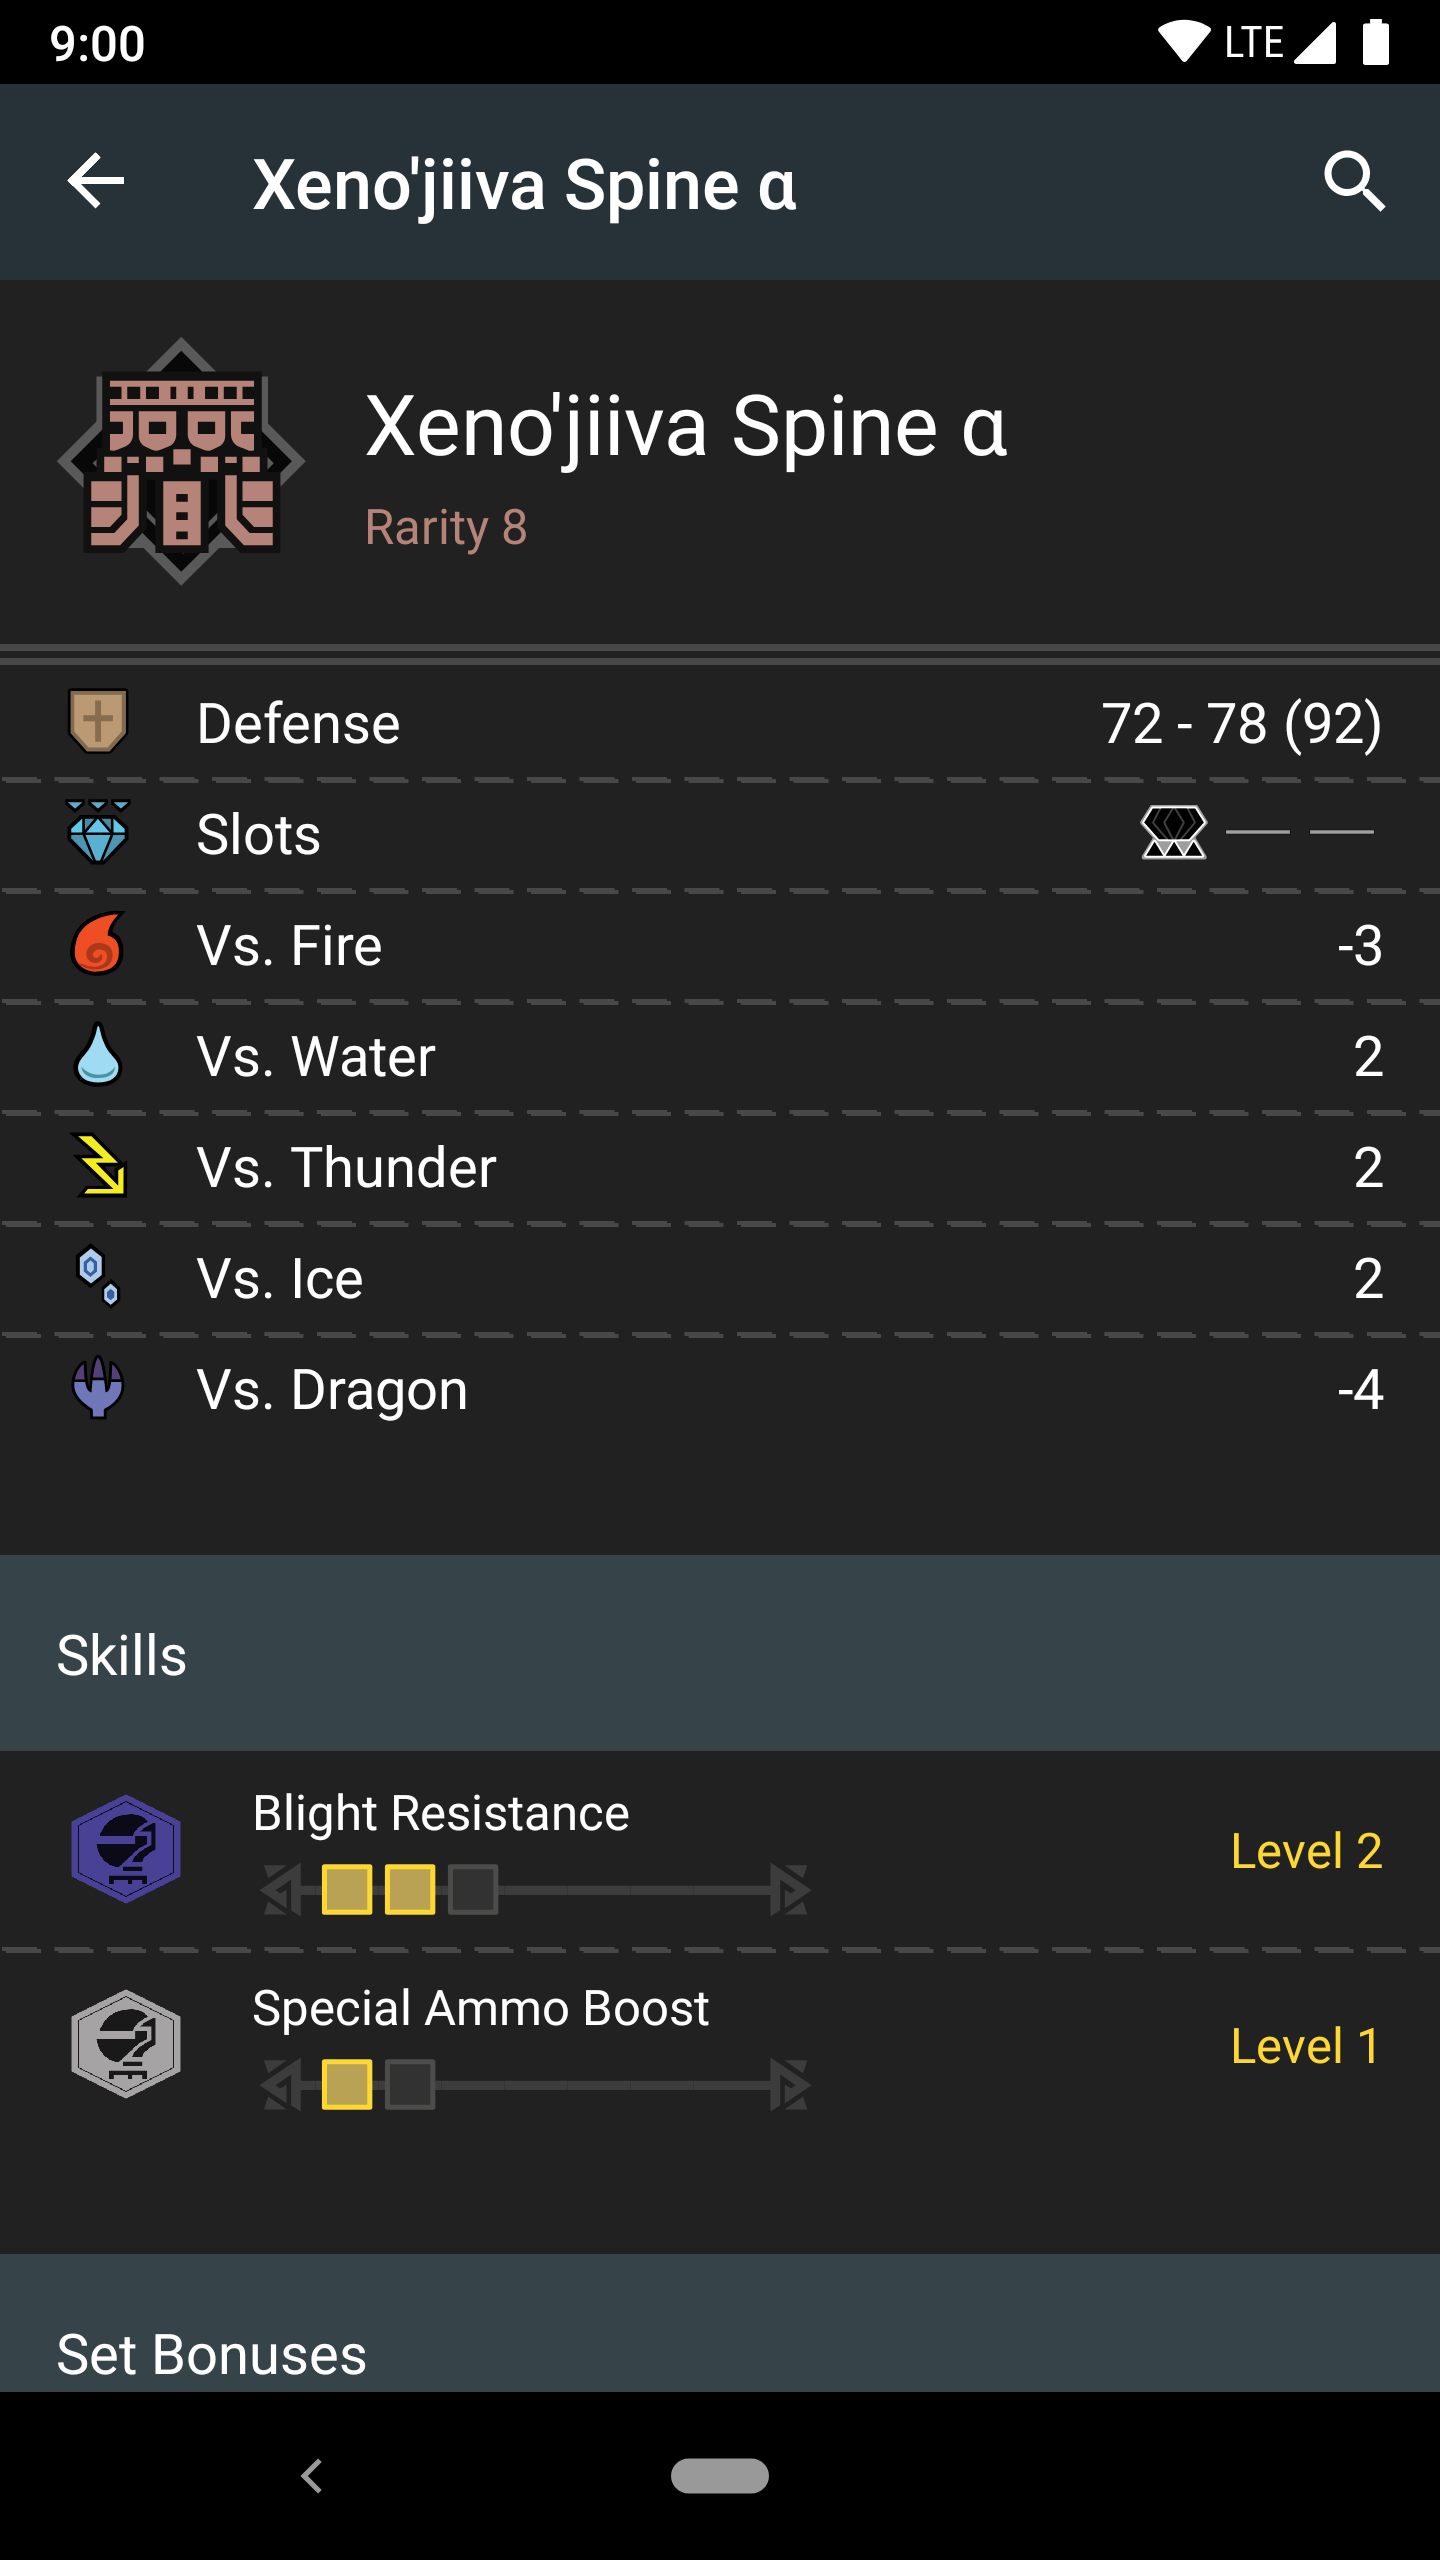 9:00
LTE
Xeno'jiiva Spine α
Xeno'jiiva Spine α
Rarity 8
Defense 72 - 78 (92)
Slots
Vs. Fire -3
Vs. Water 2
Vs. Thunder 2
Vs. Ice 2
Vs. Dragon -4
Skills
Blight Resistance
Level 2
Special Ammo Boost
Level 1
Set Bonuses